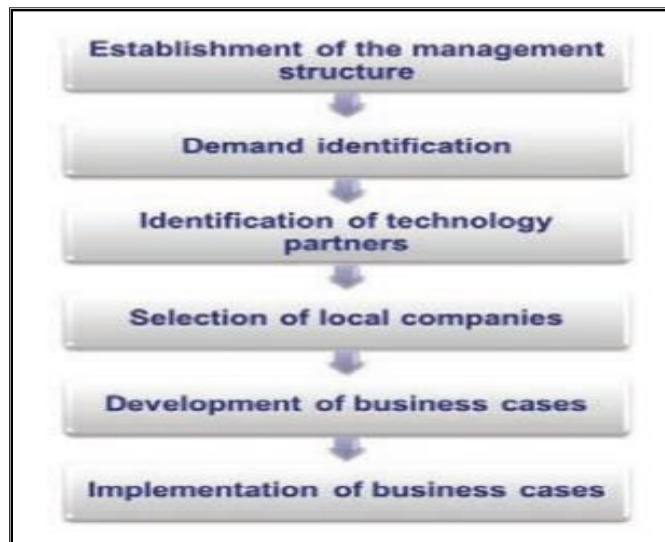 Establishment of the management
structure
Demand identification
Identification of technology
partners
Selection of local companies
Development of business cases
Implementation of business cases